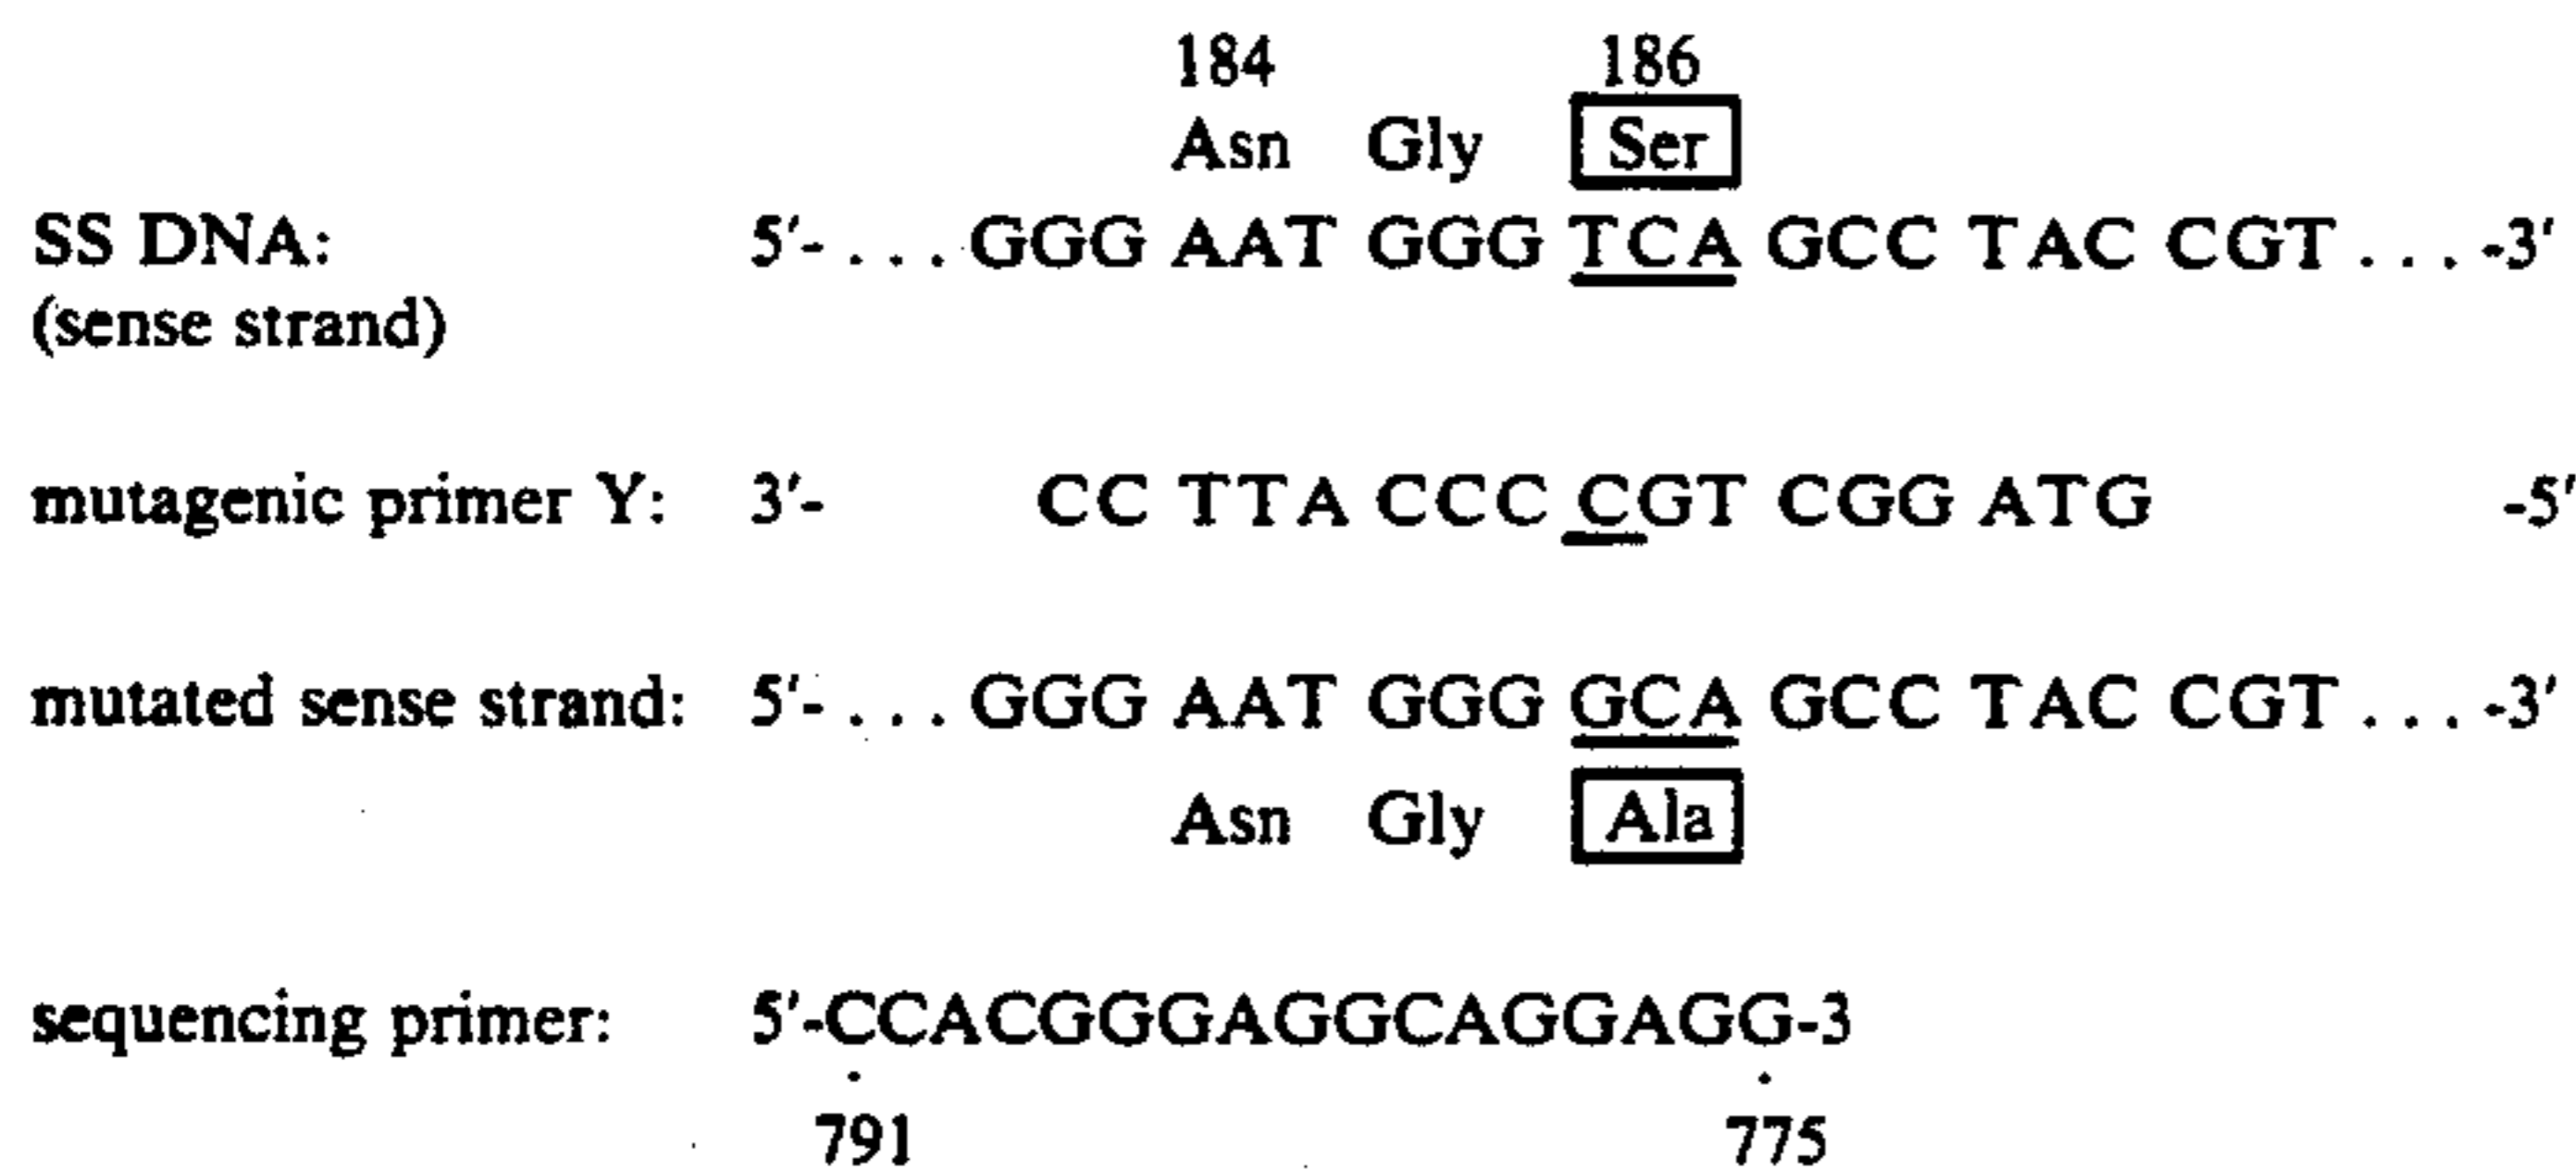 184 186
Asn Gly Ser
SS DNA: 5'-...GGG AAT GGG TCA GCC TAC CGT...-3'
(sense strand)
mutagenic primer Y: 3'- CC TTA CCC CGT CGG ATG -5'
mutated sense strand: 5'-...GGG AAT GGG GCA GCC TAC CGT...-3'
Asn Gly Ala
sequencing primer: 5'-CCACGGGAGGCAGGAGG-3
791 775